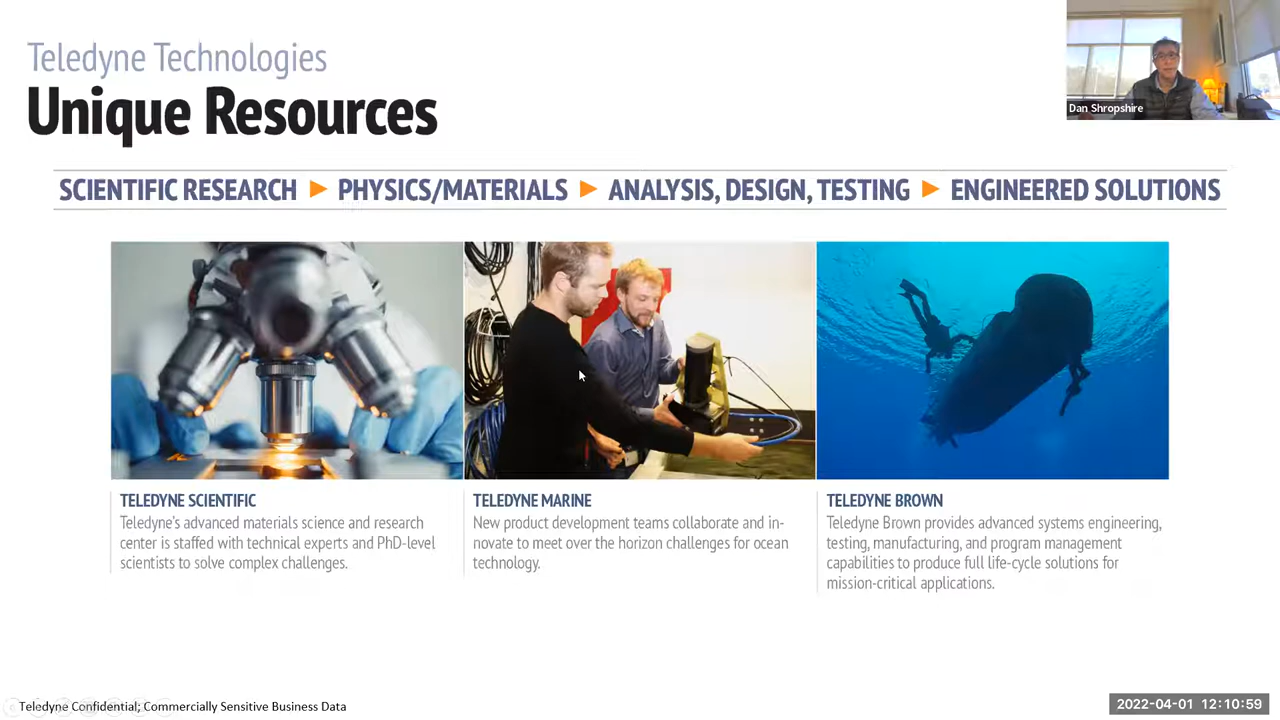 Teledyne Technologies
Unique Resources
Dan Shropshire
SCIENTIFIC RESEARCH ► PHYSICS/MATERIALS ► ANALYSIS, DESIGN, TESTING ► ENGINEERED SOLUTIONS
TELEDYNE SCIENTIFIC
Teledyne's advanced materials science and research
center is staffed with technical experts and PhD-level
scientists to solve complex challenges.
TELEDYNE MARINE
New product development teams collaborate and in-
novate to meet over the horizon challenges for ocean
technology.
TELEDYNE BROWN
Teledyne Brown provides advanced systems engineering,
testing, manufacturing, and program management
capabilities to produce full life-cycle solutions for
mission-critical applications.
Teledyne Confidential; Commercially Sensitive Business Data
2022-04-01 12:10:59